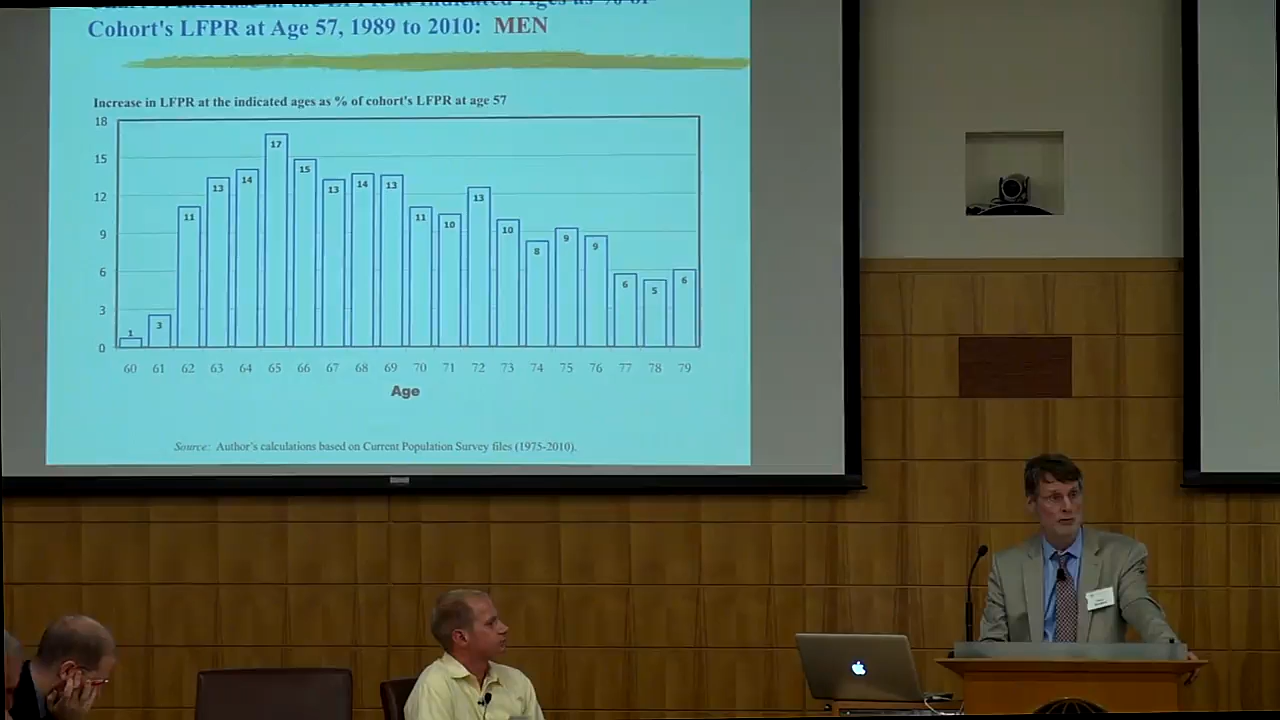 Cohort's LFPR at Age 57, 1989 to 2010: MEN
Increase in LFPR at the indicated ages as % of cohort's LFPR at age 57
18
15
12
9
6
3
0
1 3 11 13 14 17 15 13 14 13 11 10 13 10 8 9 9 6 5 6
60 61 62 63 64 65 66 67 68 69 70 71 72 73 74 75 76 77 78 79
Age
Source: Author's calculations based on Current Population Survey files (1975-2010).